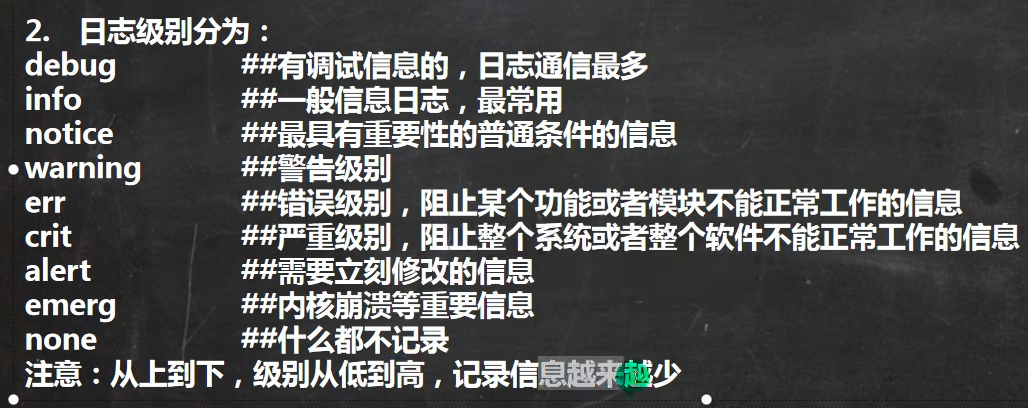 2. 日志级别分为：
debug ##有调试信息的，日志通信最多
info ##一般信息日志，最常用
notice ##最具有重要性的普通条件的信息
warning ##警告级别
err ##错误级别，阻止某个功能或者模块不能正常工作的信息
crit ##严重级别，阻止整个系统或者整个软件不能正常工作的信息
alert ##需要立刻修改的信息
emerg ##内核崩溃等重要信息
none ##什么都不记录
注意：从上到下，级别从低到高，记录信息越来越少